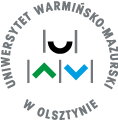 UNIWERSYTET WARMIŃSKO-MAZURSKI
W OLSZTYNIE